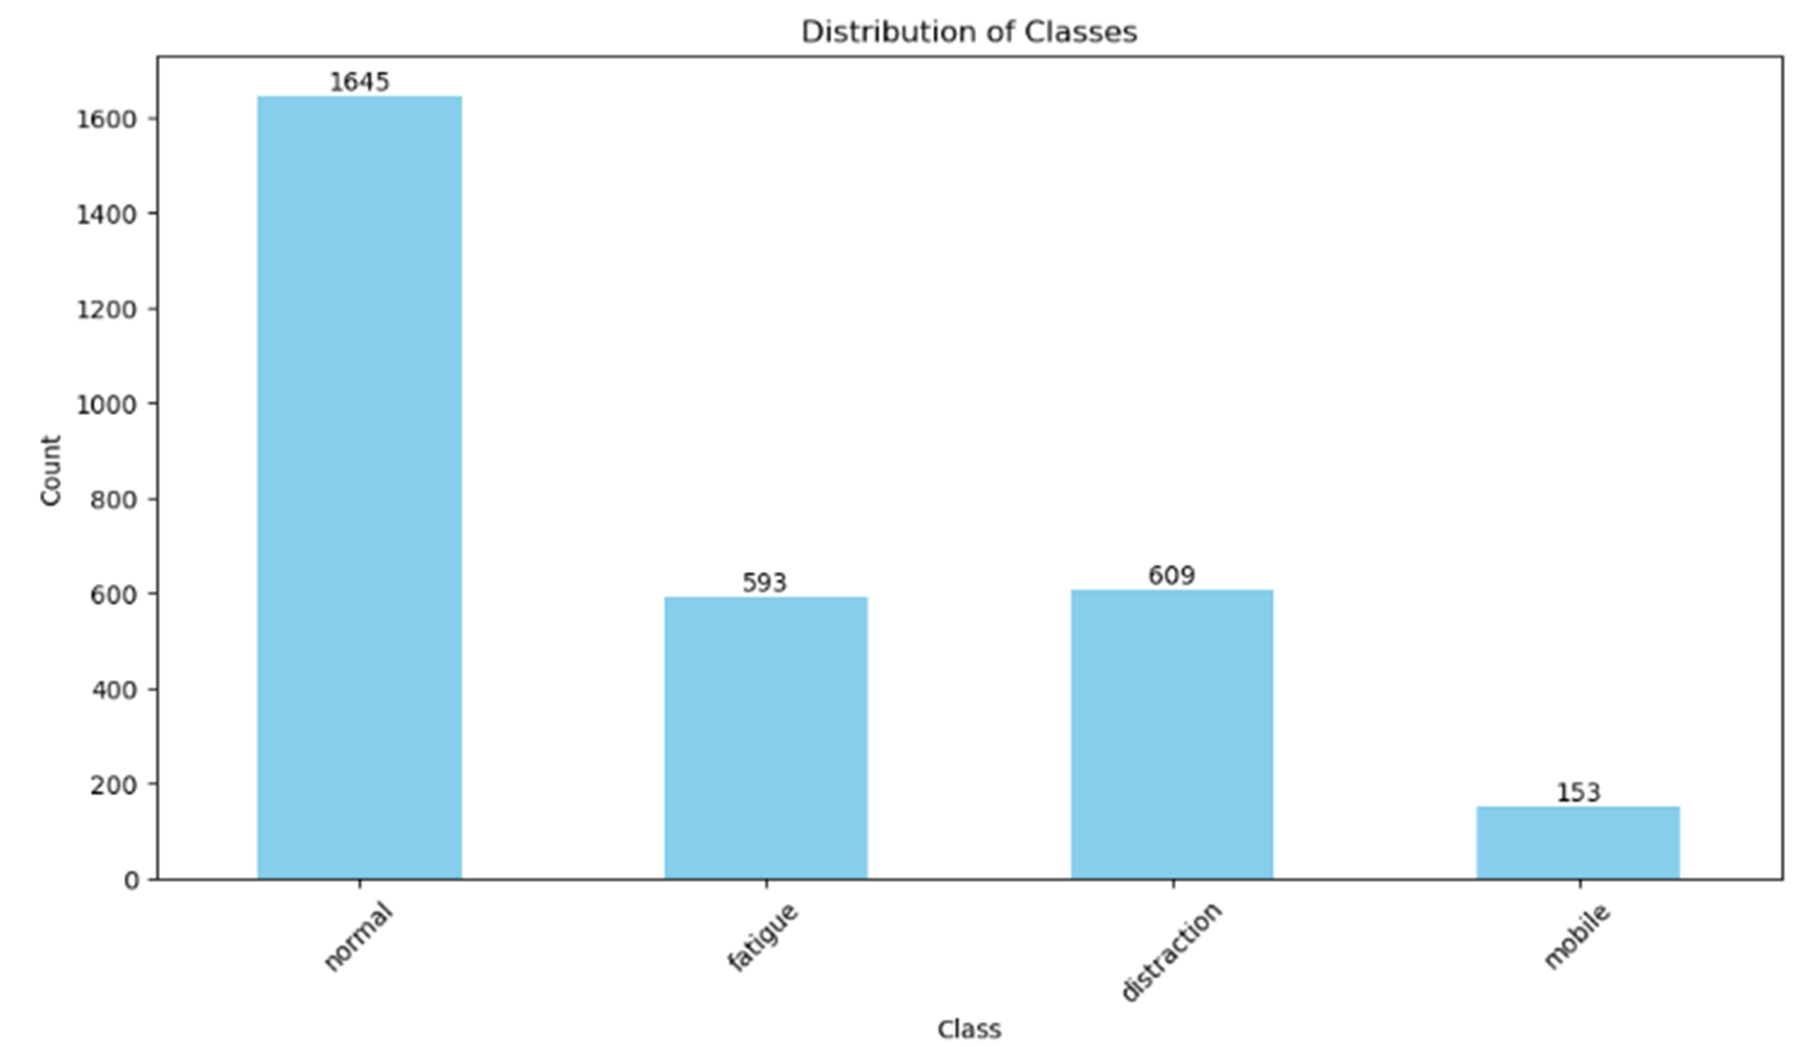 Distribution of Classes
1645
1600
1400
1200
1000
Count
800
593
609
600
400
200
153
0
normal
fatigue
distraction
mobile
Class